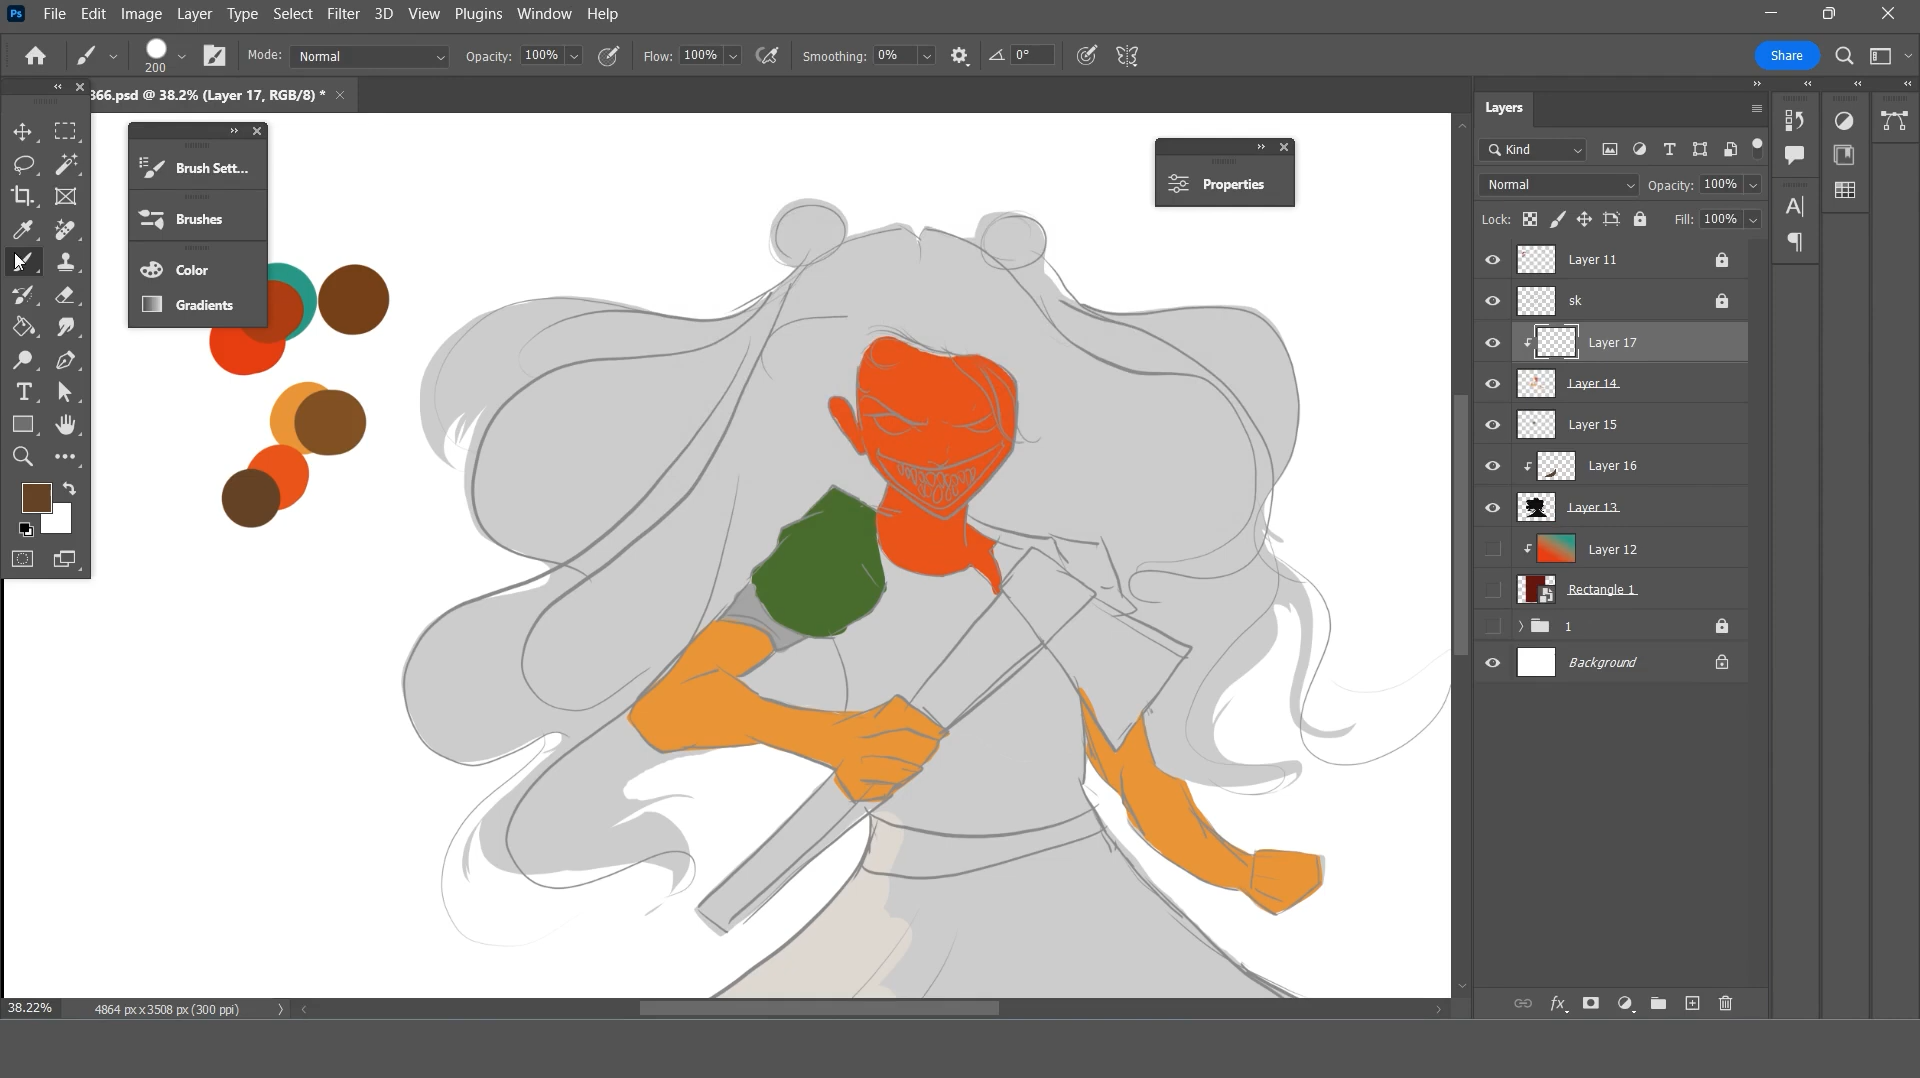 Ps File Edit Image Layer Type Select Filter 3D View Plugins Window Help
200 Mode: Normal Opacity: 100% Flow: 100% Smoothing: 0% 0° Share
366.psd @ 38.2% (Layer 17, RGB/8) *
Brush Sett...
Brushes
Color
Gradients
Properties
Layers
Kind
Normal Opacity: 100%
Lock: Fill: 100%
Layer 11
sk
Layer 17
Layer 14
Layer 15
Layer 16
Layer 13
Layer 12
Rectangle 1
1
Background
38.22% 4864 px x 3508 px (300 ppi)